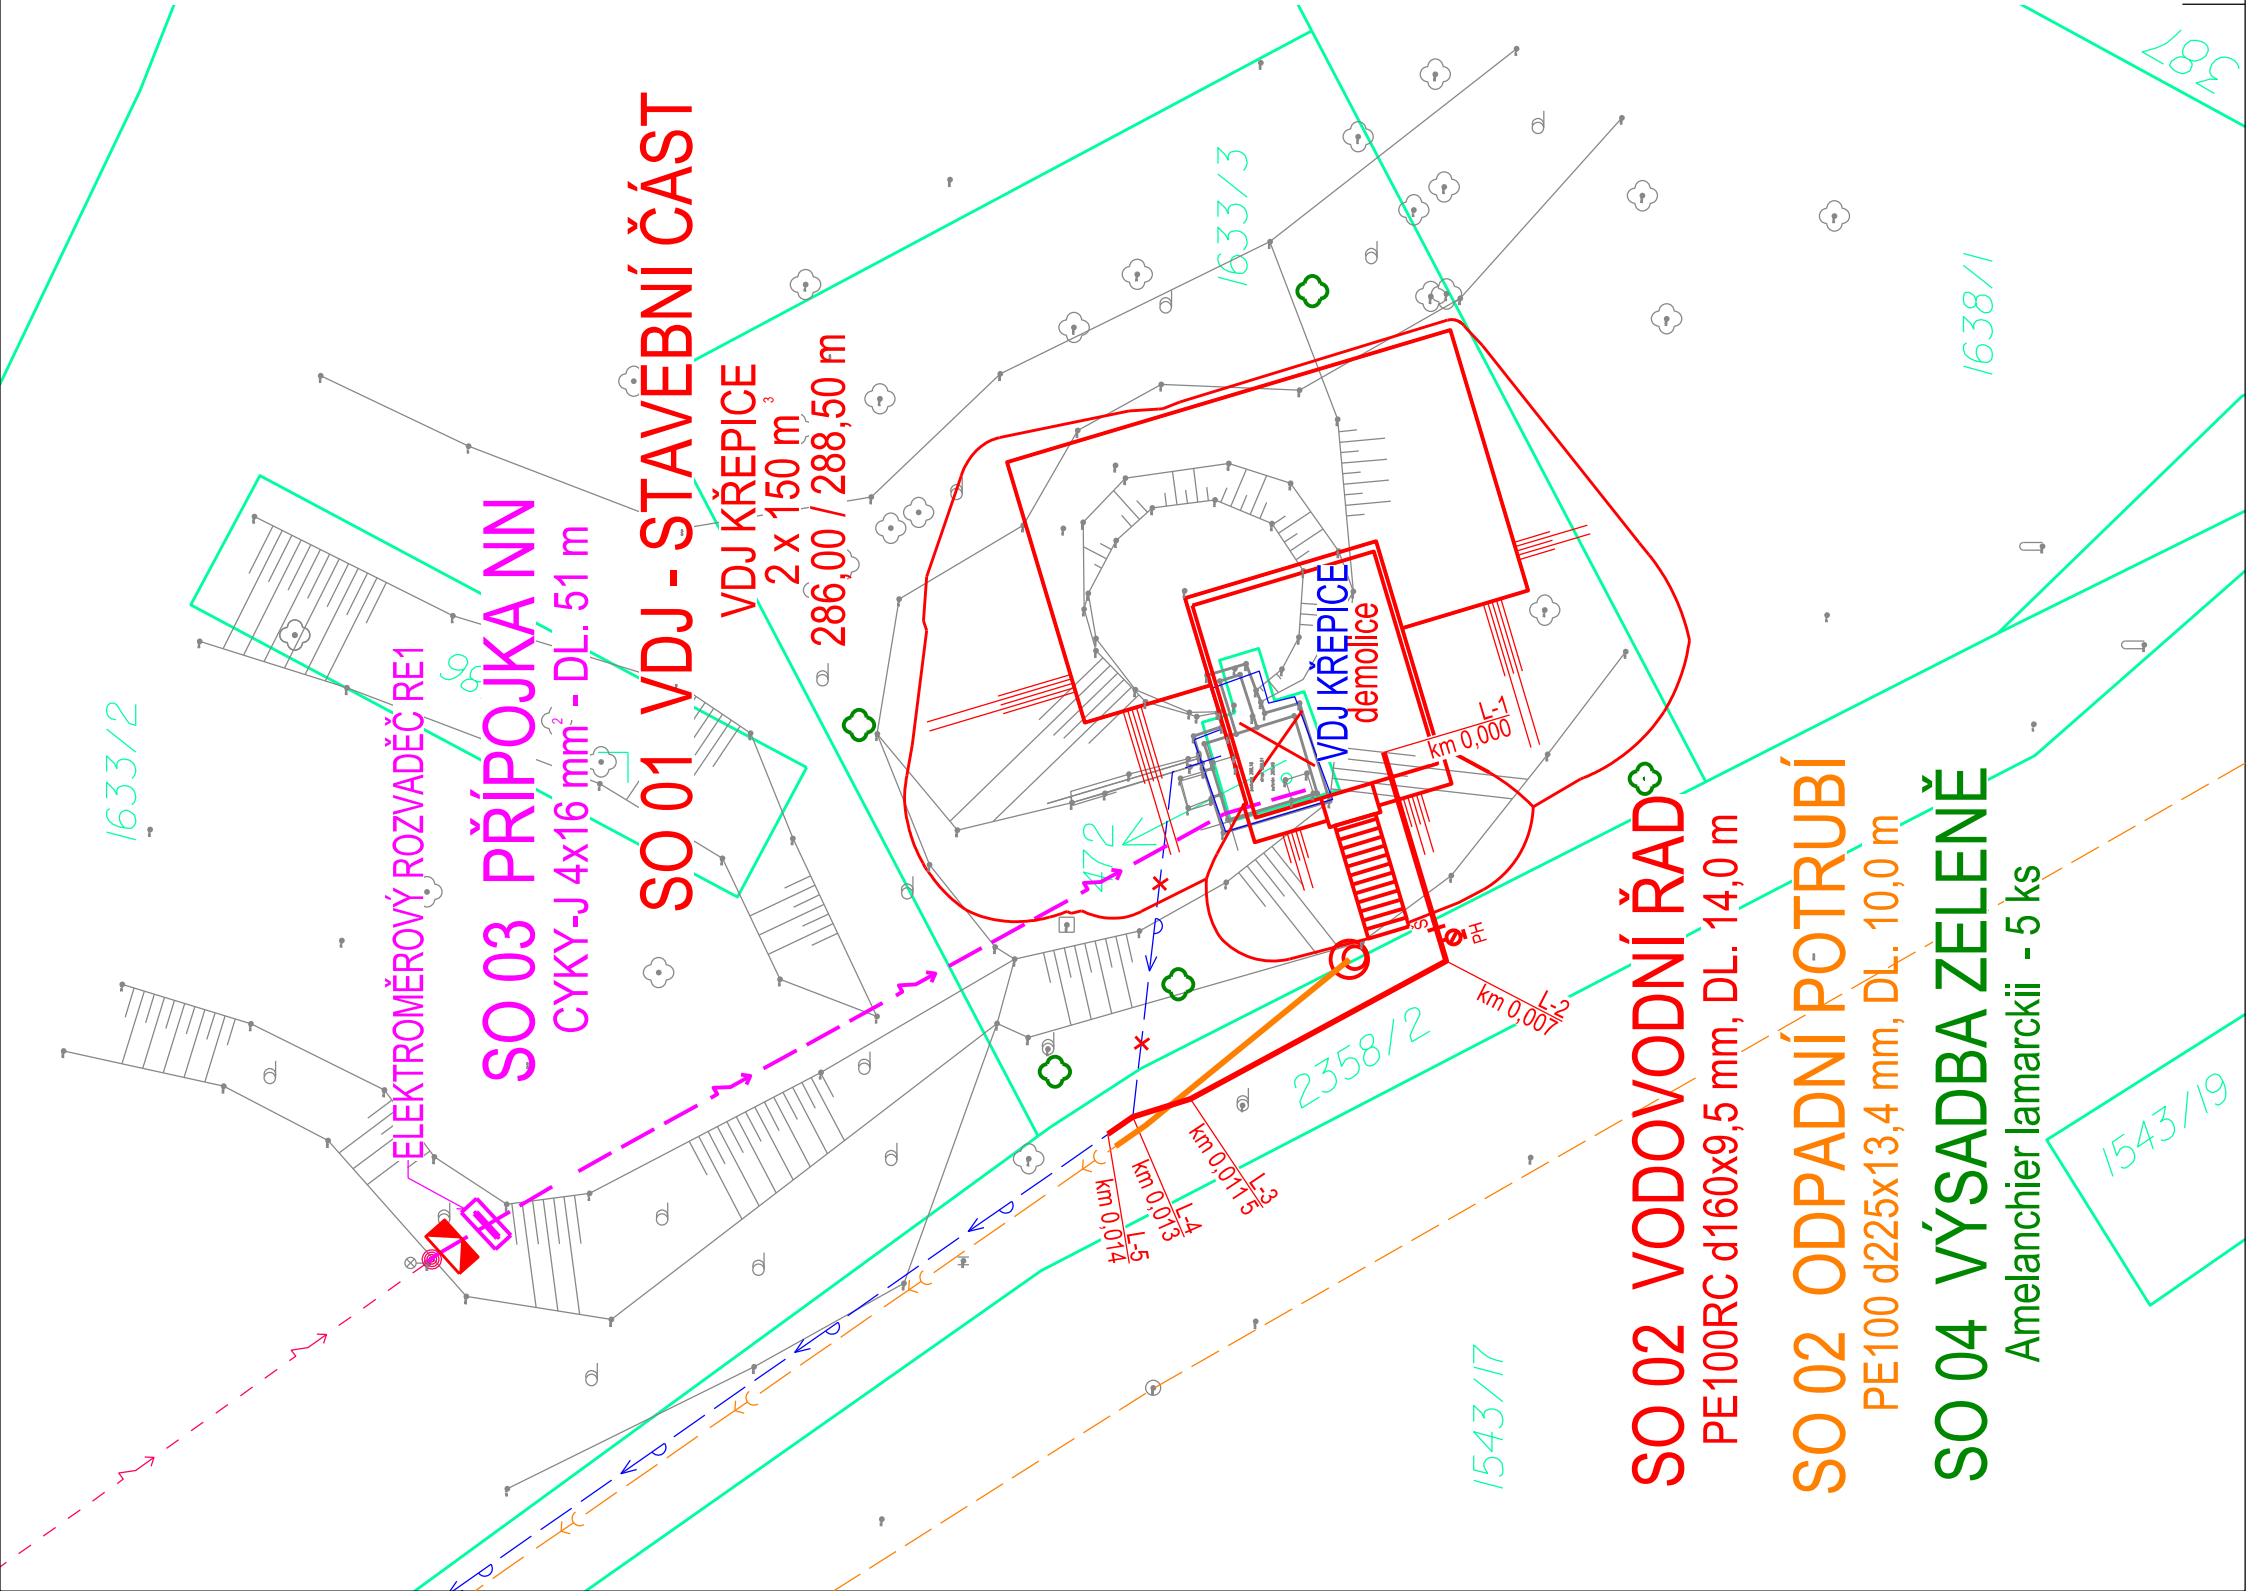 1633/2
98
ELEKTROMĚROVÝ ROZVADĚČ RE1
SO 03 PŘÍPOJKA NN
CYKY-J 4x16 mm² - DL. 51 m
SO 01 VDJ - STAVEBNÍ ČÁST
VDJ KŘEPICE
2 x 150 m³
286,00 / 288,50 m
472
1633/3
VDJ KŘEPICE
demolice
L-1
km 0,000
Š
PH
L-2
km 0,007
L-3
km 0,0115
L-4
km 0,013
L-5
km 0,014
2358/2
1543/17
SO 02 VODOVODNÍ ŘAD
PE100RC d160x9,5 mm, DL. 14,0 m
SO 02 ODPADNÍ POTRUBÍ
PE100 d225x13,4 mm, DL. 10,0 m
SO 04 VÝSADBA ZELENĚ
Amelanchier lamarckii - 5 ks
1638/1
387
1543/19